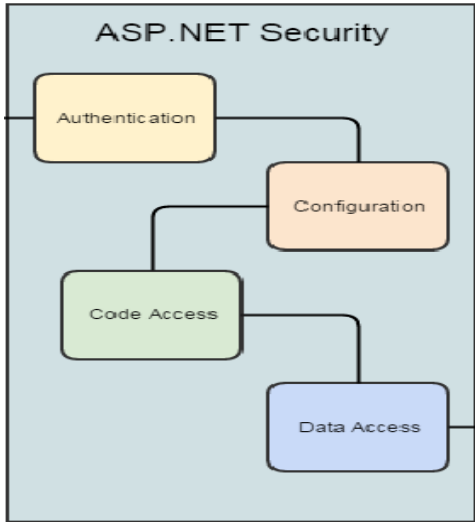 ASP.NET Security
Authentication
Configuration
Code Access
Data Access